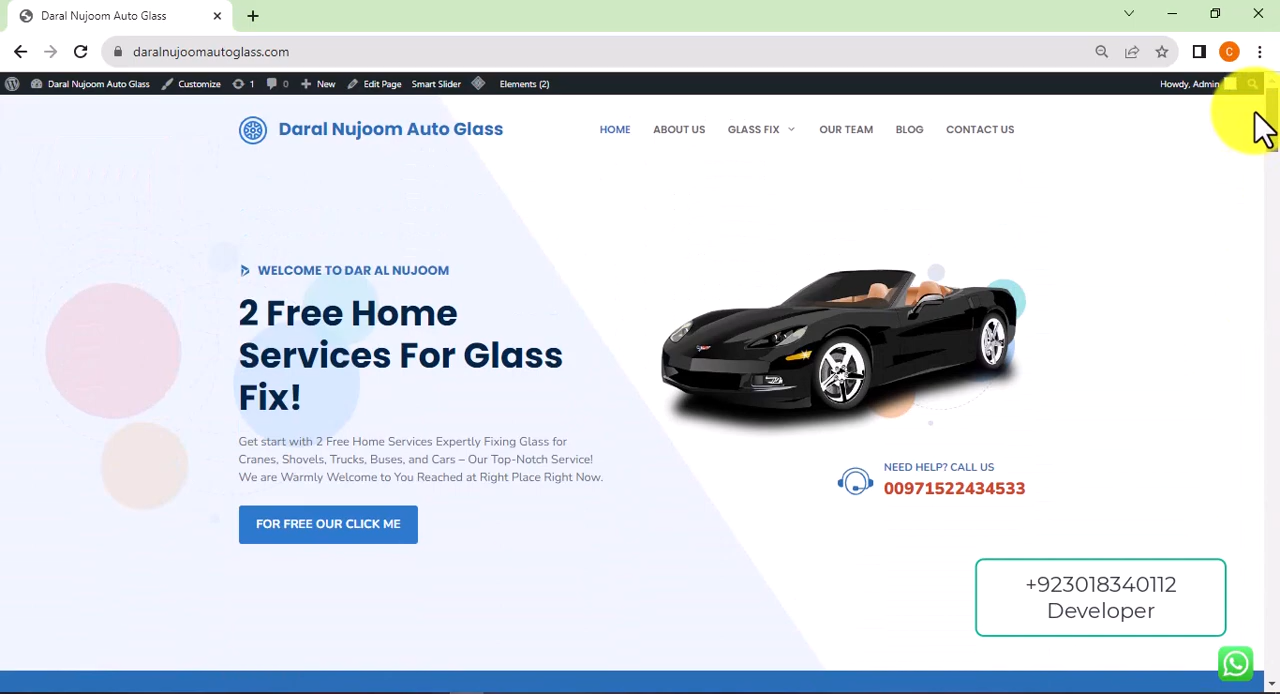 Daral Nujoom Auto Glass
daralnujoomautoglass.com
C
Daral Nujoom Auto Glass Customize 1 0 New Edit Page Smart Slider Elements (2) Howdy, Admin
Daral Nujoom Auto Glass
HOME ABOUT US GLASS FIX OUR TEAM BLOG CONTACT US
WELCOME TO DAR AL NUJOOM
2 Free Home
Services For Glass
Fix!
Get start with 2 Free Home Services Expertly Fixing Glass for
Cranes, Shovels, Trucks, Buses, and Cars – Our Top-Notch Service!
We are Warmly Welcome to You Reached at Right Place Right Now.
FOR FREE OUR CLICK ME
NEED HELP? CALL US
00971522434533
+923018340112
Developer